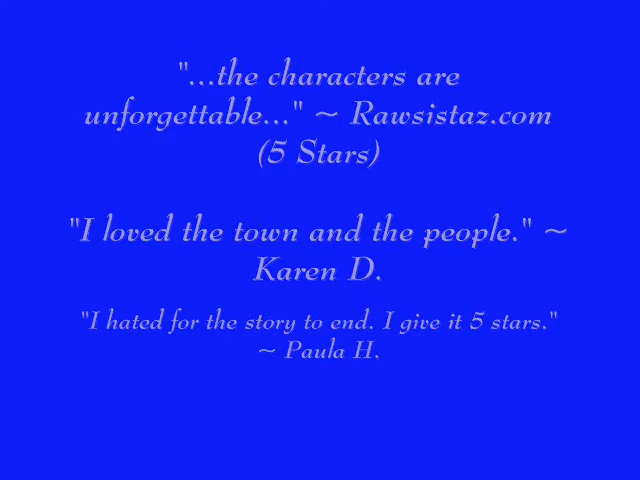 "...the characters are
unforgettable..." ~ Rawsistaz.com
(5 Stars)
"I loved the town and the people." ~
Karen D.
"I hated for the story to end. I give it 5 stars."
~ Paula H.